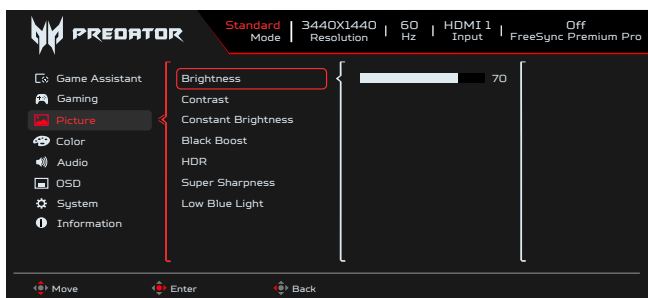 PREDATOR
Standard Mode
3440X1440 Resolution
60 Hz
HDMI 1 Input
Off FreeSync Premium Pro
Game Assistant
Gaming
Picture
Color
Audio
OSD
System
Information
Brightness
Contrast
Constant Brightness
Black Boost
HDR
Super Sharpness
Low Blue Light
70
Move
Enter
Back